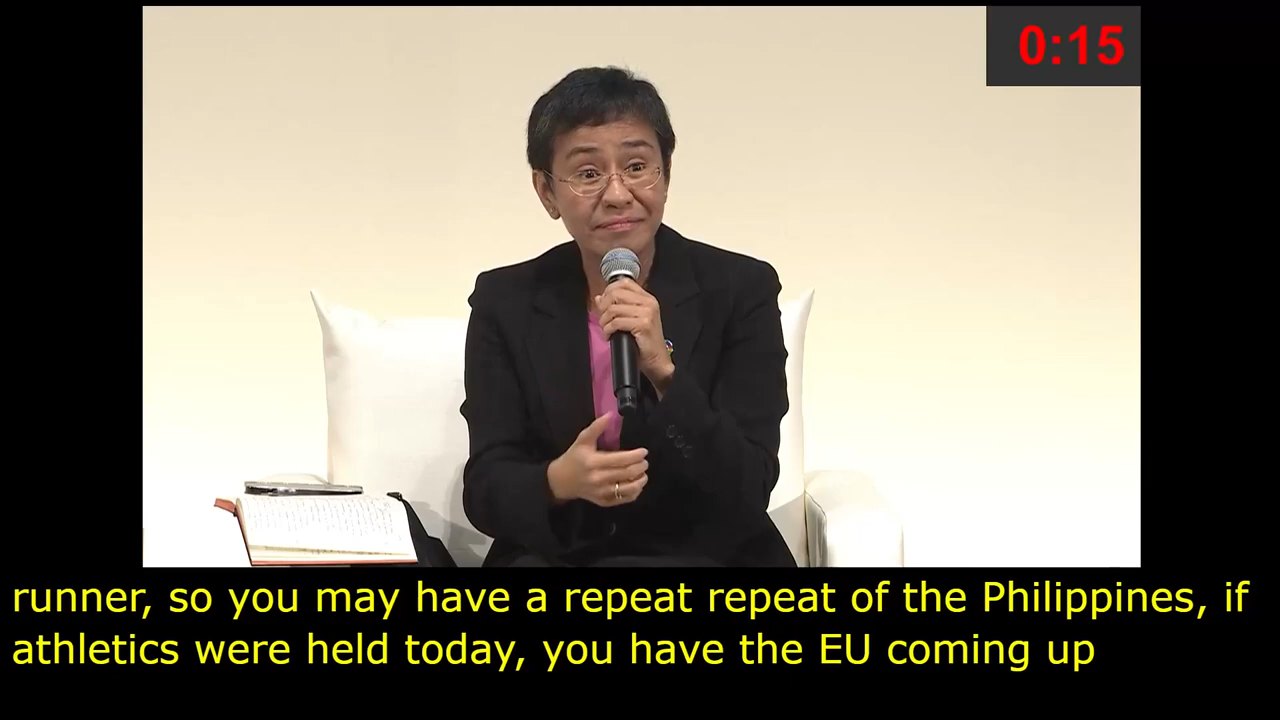 0:15
runner, so you may have a repeat repeat of the Philippines, if
athletics were held today, you have the EU coming up